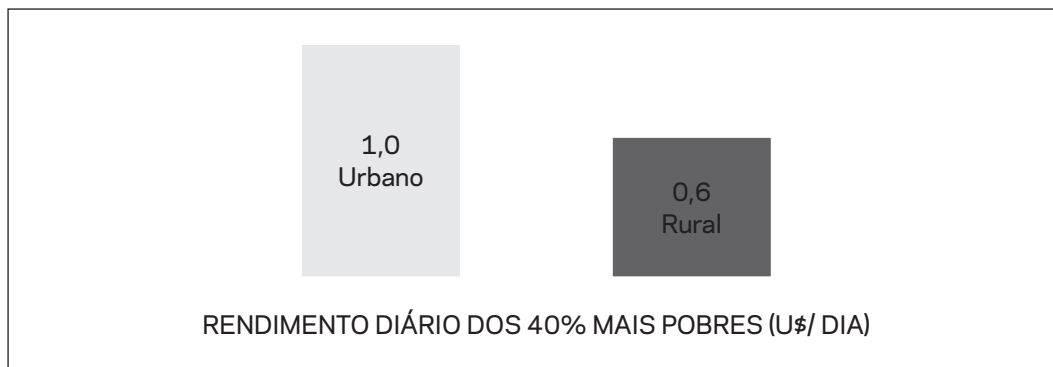 1,0
Urbano
0,6
Rural
RENDIMENTO DIÁRIO DOS 40% MAIS POBRES (U$/ DIA)